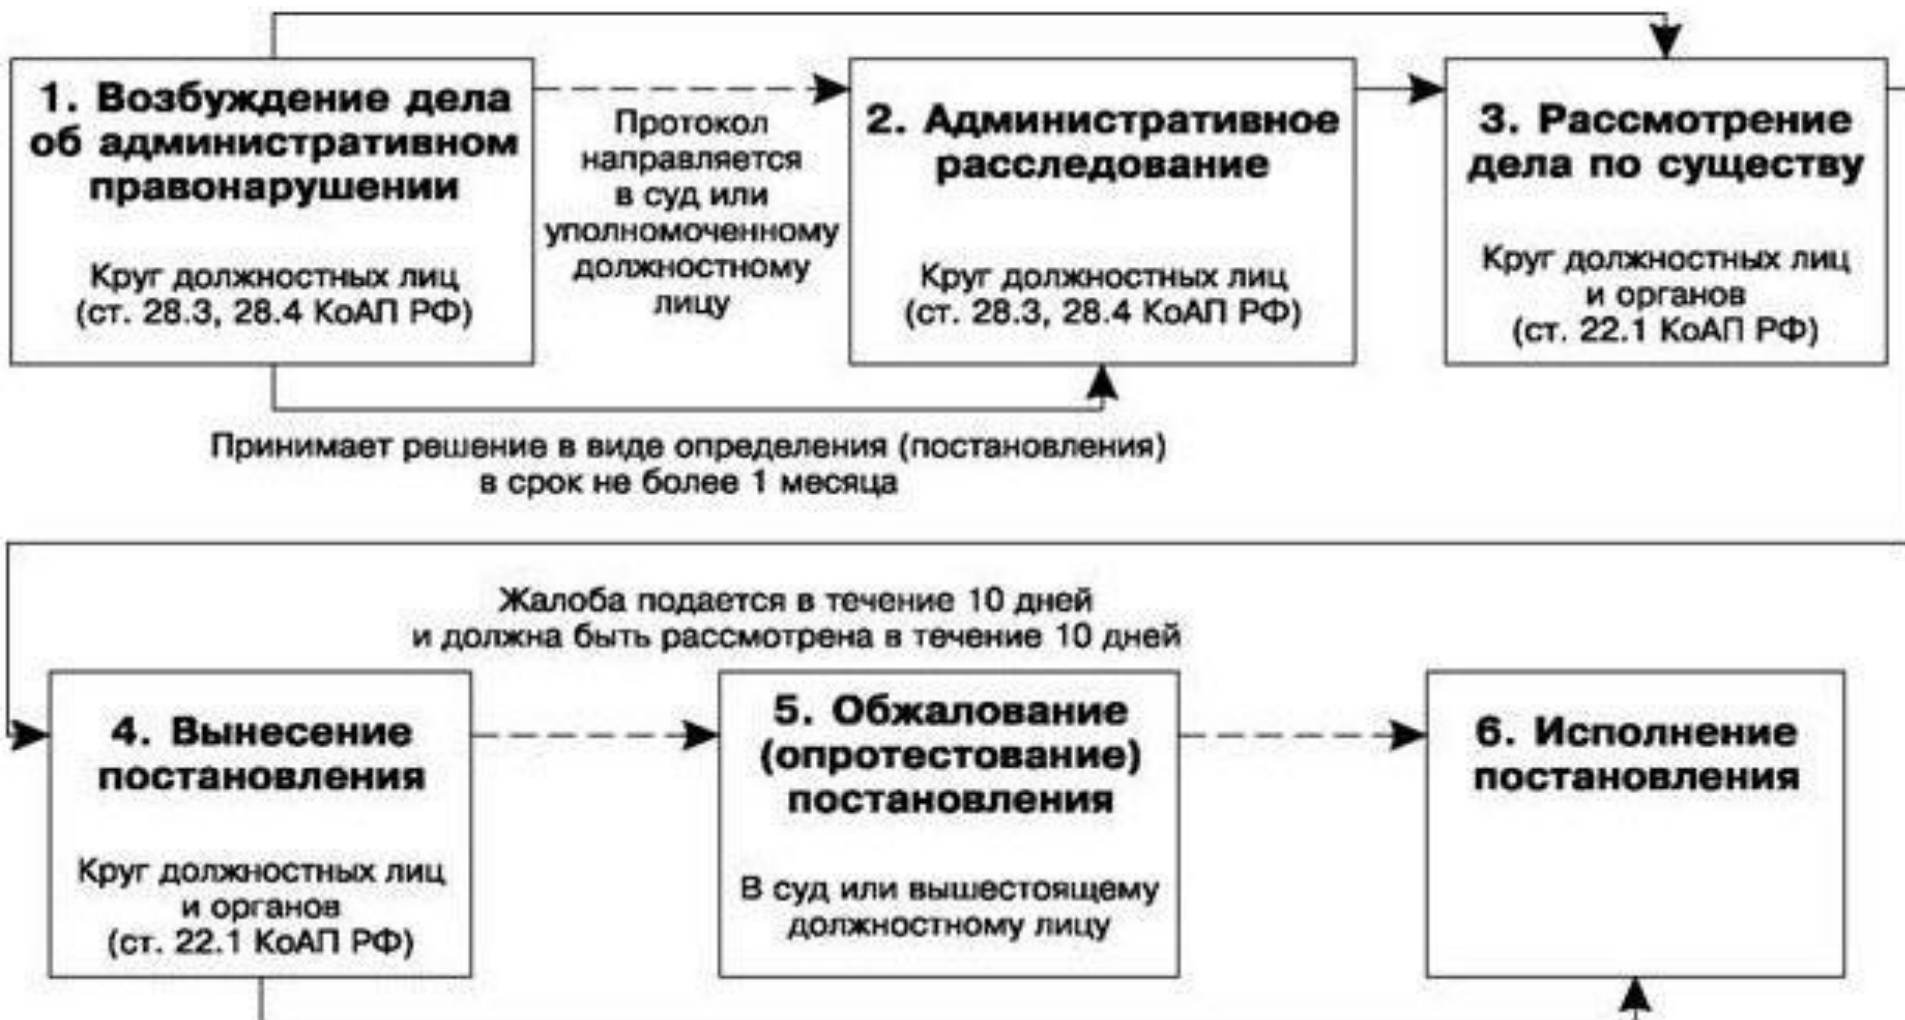 1. Возбуждение дела
об административном
правонарушении
Круг должностных лиц
(ст. 28.3, 28.4 КоАП РФ)
Протокол
направляется
в суд или
уполномоченному
должностному
лицу
2. Административное
расследование
Круг должностных лиц
(ст. 28.3, 28.4 КоАП РФ)
3. Рассмотрение
дела по существу
Круг должностных лиц
и органов
(ст. 22.1 КоАП РФ)
Принимает решение в виде определения (постановления)
в срок не более 1 месяца
Жалоба подается в течение 10 дней
и должна быть рассмотрена в течение 10 дней
4. Вынесение
постановления
Круг должностных лиц
и органов
(ст. 22.1 КоАП РФ)
5. Обжалование
(опротестование)
постановления
В суд или вышестоящему
должностному лицу
6. Исполнение
постановления